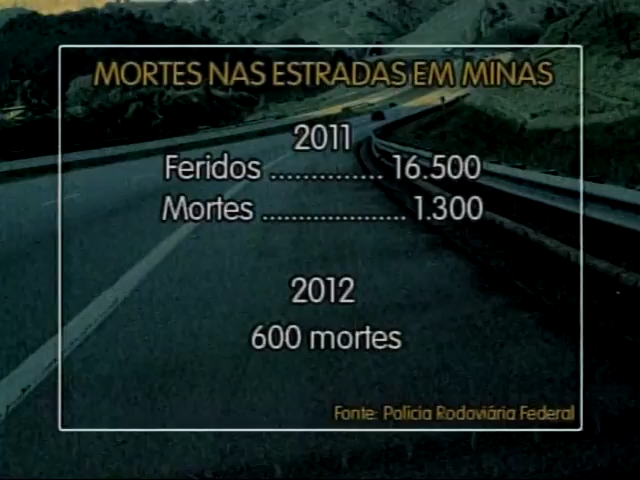 MORTES NAS ESTRADAS EM MINAS
2011
Feridos .............. 16.500
Mortes .................... 1.300
2012
600 mortes
Fonte: Polícia Rodoviária Federal